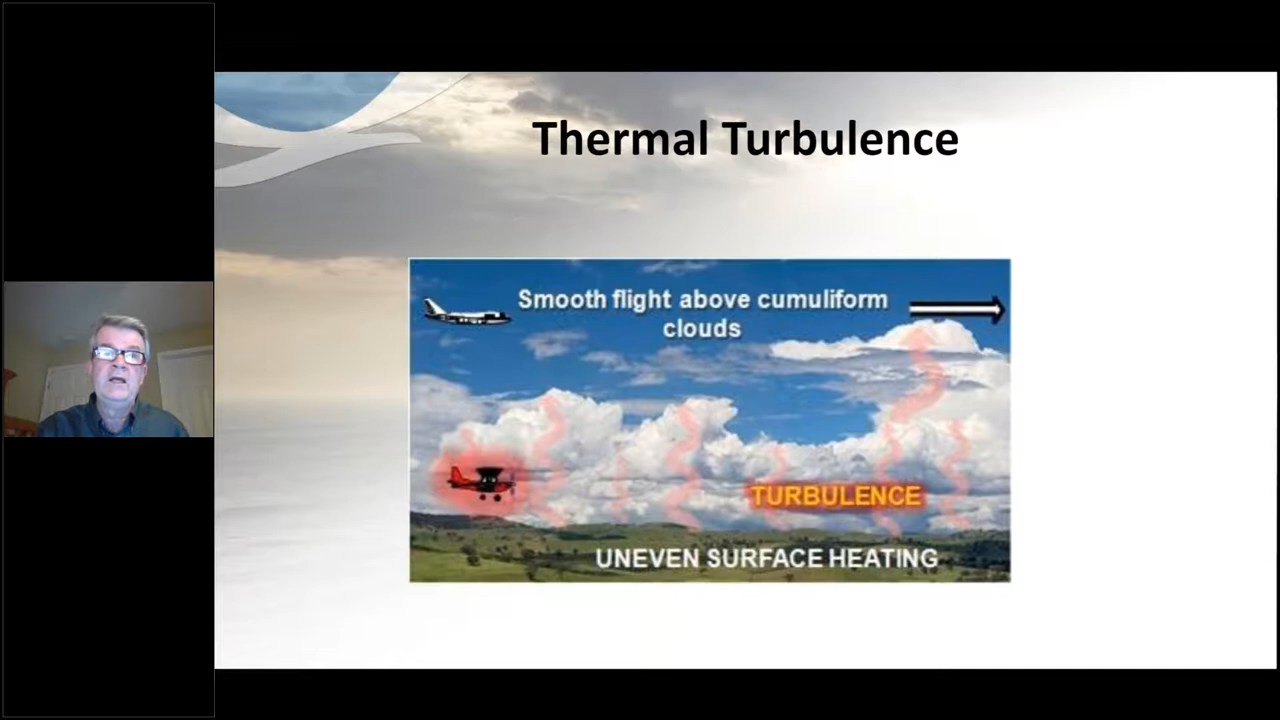 Thermal Turbulence
Smooth flight above cumuliform
clouds
TURBULENCE
UNEVEN SURFACE HEATING